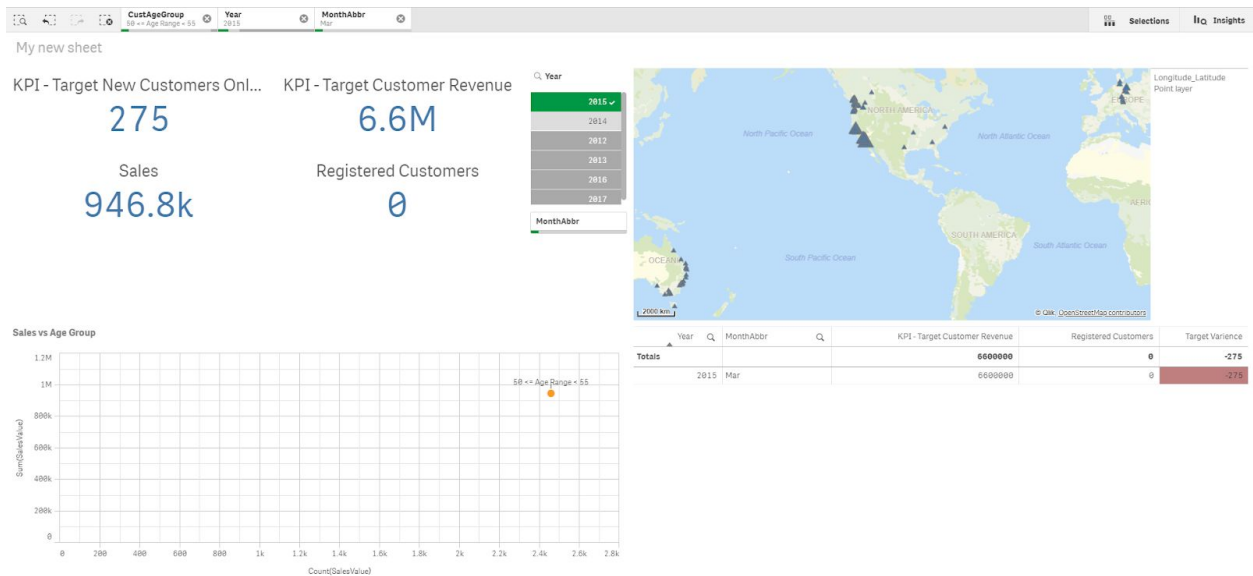 CustAgeGroup
50 <= Age Range < 55
Year
2015
MonthAbbr
Mar
Selections
Insights
My new sheet
KPI - Target New Customers Onl...
275
KPI - Target Customer Revenue
6.6M
Sales
946.8k
Registered Customers
0
Year
2015
2014
2012
2013
2016
2017
MonthAbbr
NORTH AMERICA
EUROPE
North Pacific Ocean
North Atlantic Ocean
AFRI
SOUTH AMERICA
South Atlantic Ocean
South Pacific Ocean
OCEANIA
2000 km
© Qlik, OpenStreetMap contributors
Longitude_Latitude
Point layer
Sales vs Age Group
1.2M
1M
800k
600k
400k
200k
0
Sum(SalesValue)
50 <= Age Range < 55
0 200 400 600 800 1k 1.2k 1.4k 1.6k 1.8k 2k 2.2k 2.4k 2.6k 2.8k
Count(SalesValue)
Year MonthAbbr KPI - Target Customer Revenue Registered Customers Target Varience
Totals 6600000 0 -275
2015 Mar 6600000 0 -275